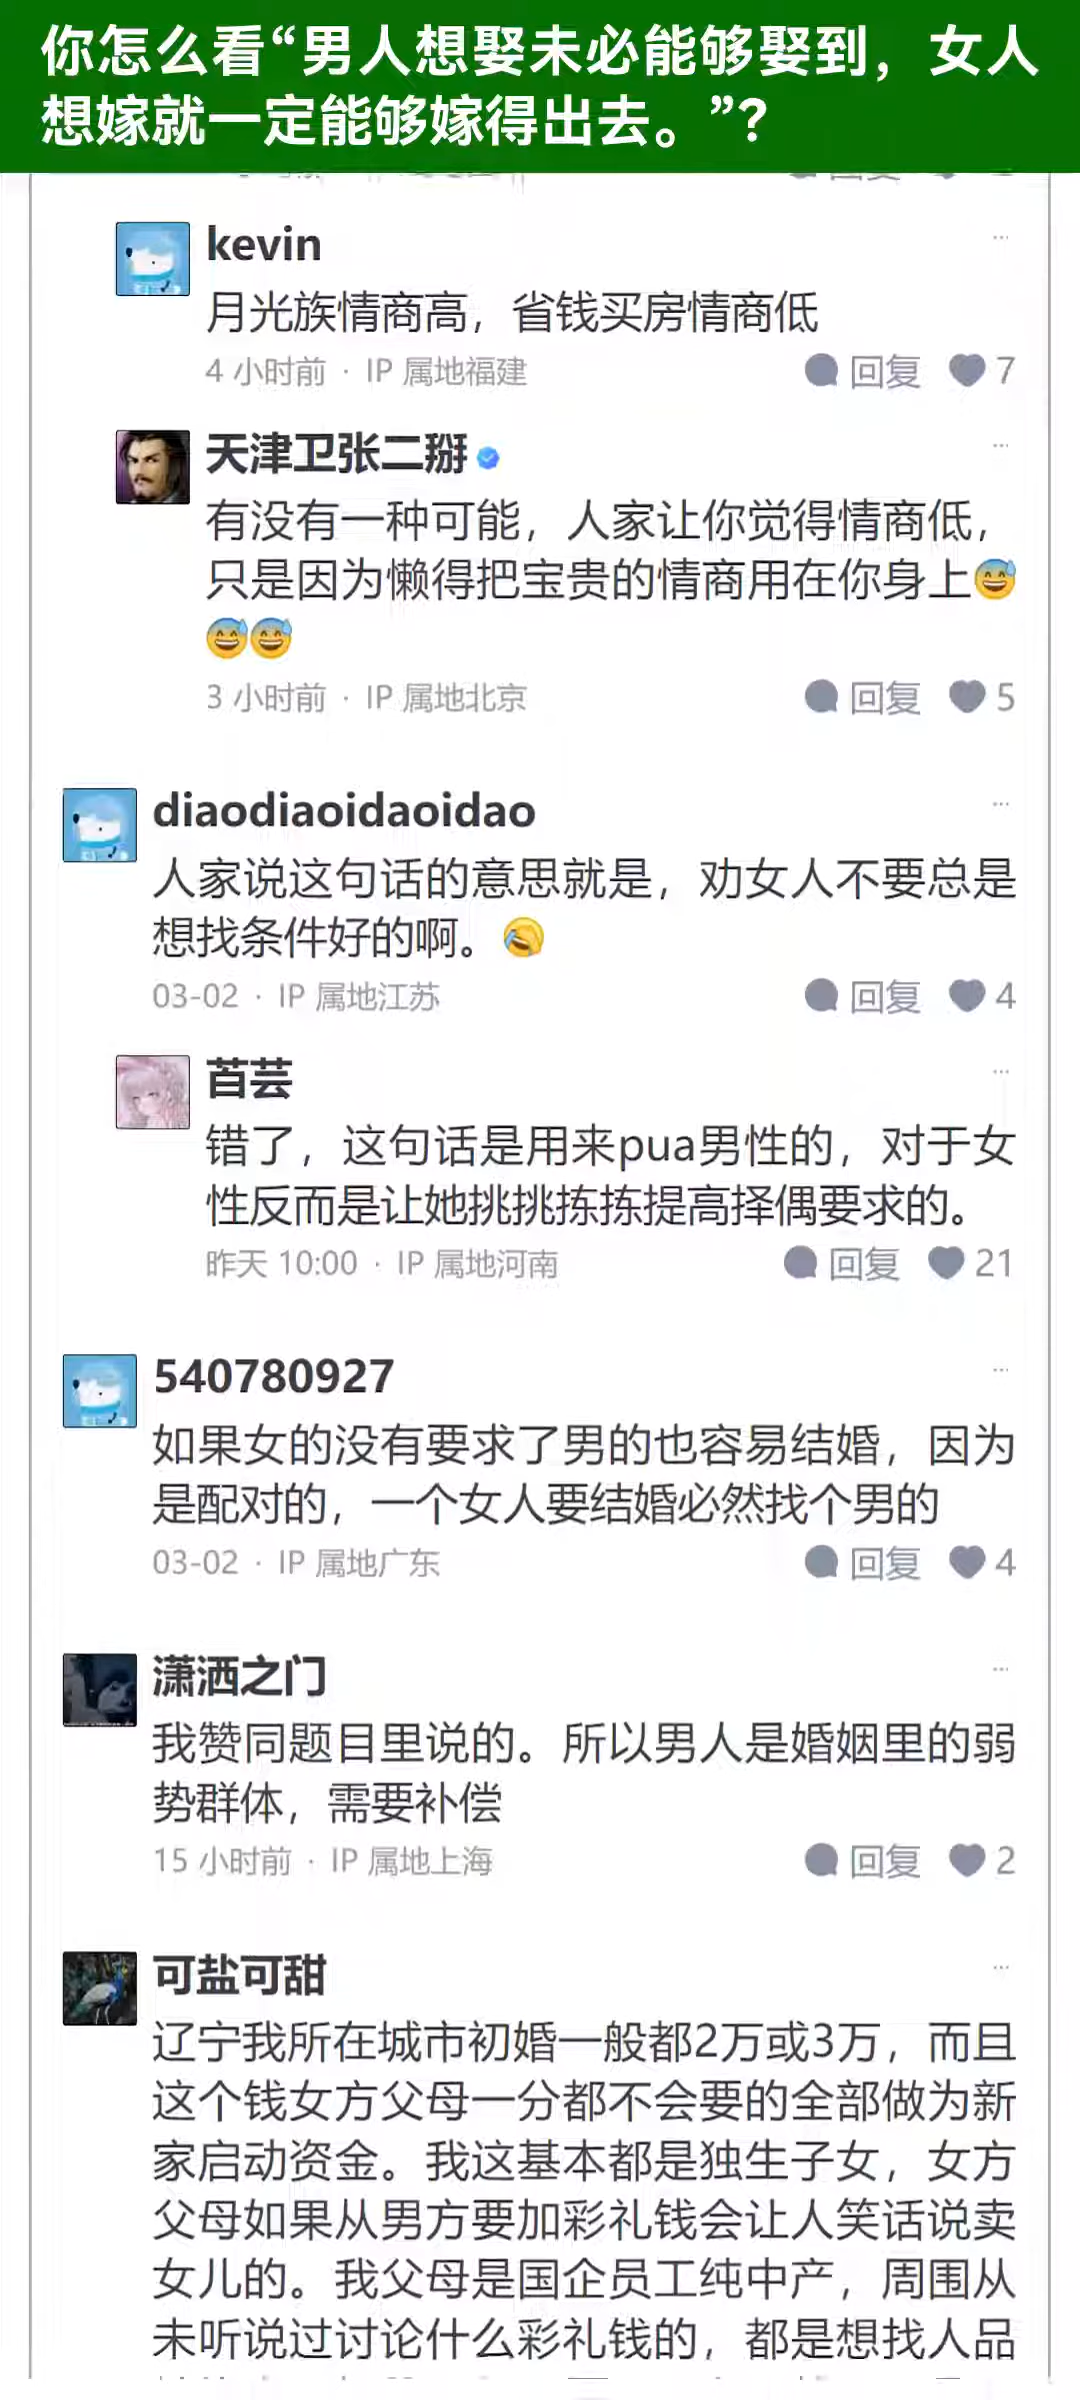 你怎么看“男人想娶未必能够娶到，女人
想嫁就一定能够嫁得出去。”？
kevin
月光族情商高，省钱买房情商低
4 小时前 · IP 属地福建 回复 7
天津卫张二掰
有没有一种可能，人家让你觉得情商低，
只是因为懒得把宝贵的情商用在你身上😅
😅😅
3 小时前 · IP 属地北京 回复 5
diaodiaoidaoidao
人家说这句话的意思就是，劝女人不要总是
想找条件好的啊。🤣
03-02 · IP 属地江苏 回复 4
苜芸
错了，这句话是用来pua男性的，对于女
性反而是让她挑挑拣拣提高择偶要求的。
昨天 10:00 · IP 属地河南 回复 21
540780927
如果女的没有要求了男的也容易结婚，因为
是配对的，一个女人要结婚必然找个男的
03-02 · IP 属地广东 回复 4
潇洒之门
我赞同题目里说的。所以男人是婚姻里的弱
势群体，需要补偿
15 小时前 · IP 属地上海 回复 2
可盐可甜
辽宁我所在城市初婚一般都2万或3万，而且
这个钱女方父母一分都不会要的全部做为新
家启动资金。我这基本都是独生子女，女方
父母如果从男方要加彩礼钱会让人笑话说卖
女儿的。我父母是国企员工纯中产，周围从
未听说过讨论什么彩礼钱的，都是想找人品